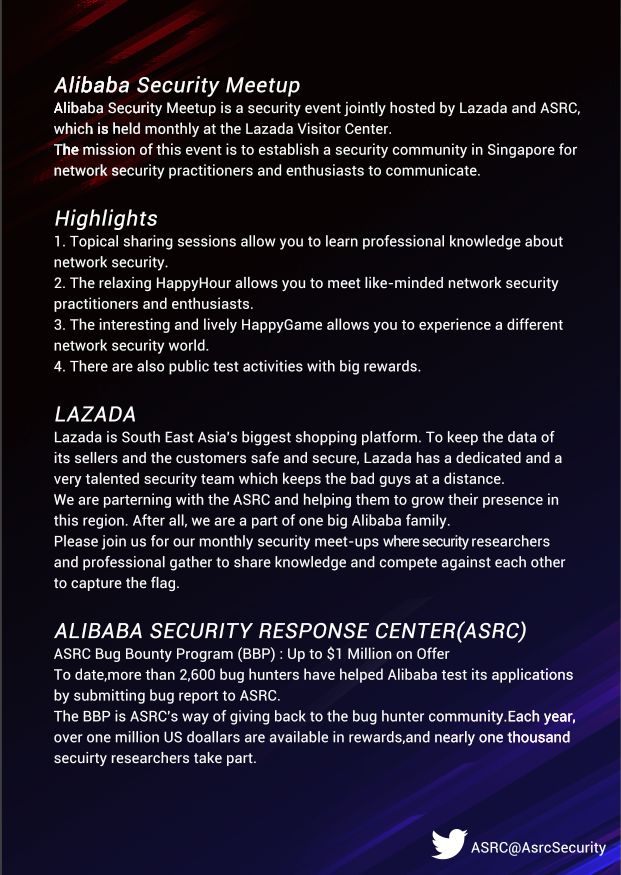 Alibaba Security Meetup
Alibaba Security Meetup is a security event jointly hosted by Lazada and ASRC,
which is held monthly at the Lazada Visitor Center.
The mission of this event is to establish a security community in Singapore for
network security practitioners and enthusiasts to communicate.
Highlights
1. Topical sharing sessions allow you to learn professional knowledge about
network security.
2. The relaxing HappyHour allows you to meet like-minded network security
practitioners and enthusiasts.
3. The interesting and lively HappyGame allows you to experience a different
network security world.
4. There are also public test activities with big rewards.
LAZADA
Lazada is South East Asia's biggest shopping platform. To keep the data of
its sellers and the customers safe and secure, Lazada has a dedicated and a
very talented security team which keeps the bad guys at a distance.
We are parterning with the ASRC and helping them to grow their presence in
this region. After all, we are a part of one big Alibaba family.
Please join us for our monthly security meet-ups where security researchers
and professional gather to share knowledge and compete against each other
to capture the flag.
ALIBABA SECURITY RESPONSE CENTER(ASRC)
ASRC Bug Bounty Program (BBP) : Up to $1 Million on Offer
To date,more than 2,600 bug hunters have helped Alibaba test its applications
by submitting bug report to ASRC.
The BBP is ASRC's way of giving back to the bug hunter community.Each year,
over one million US doallars are available in rewards,and nearly one thousand
secuirty researchers take part.
ASRC@AsrcSecurity